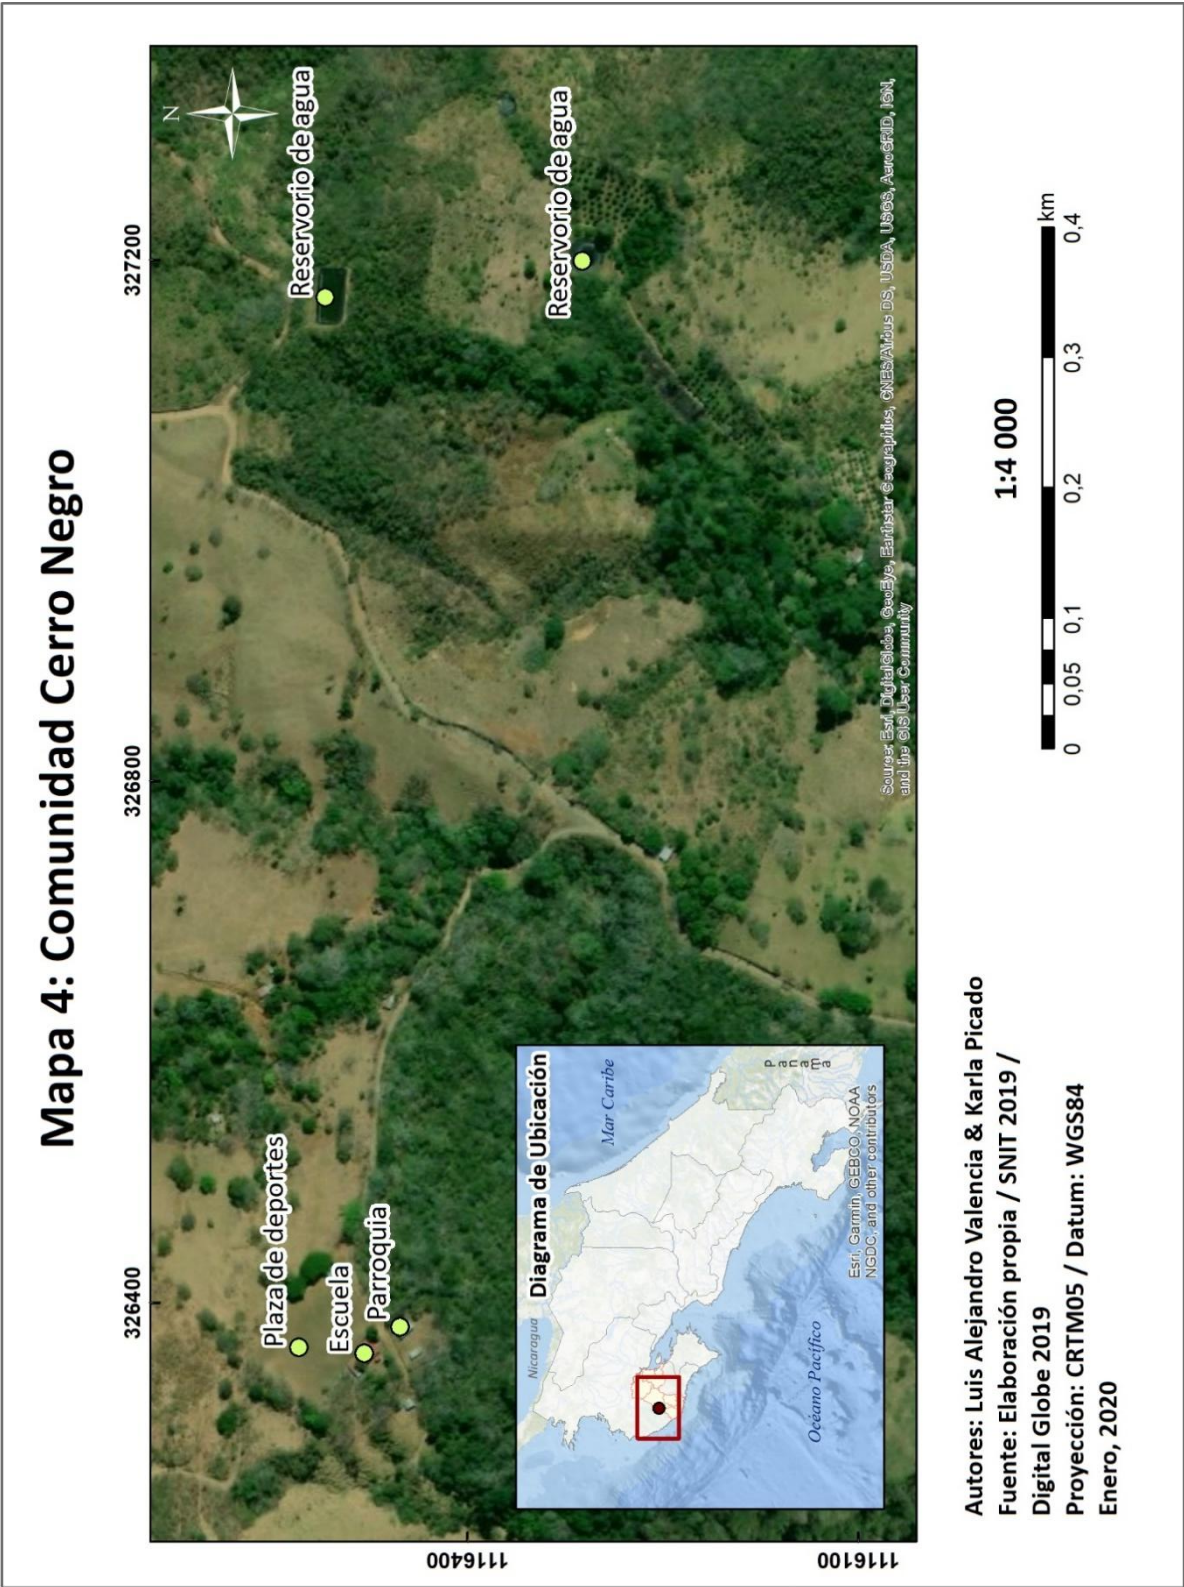 Mapa 4: Comunidad Cerro Negro
326400
326800
327200
N
Reservorio de agua
Reservorio de agua
Plaza de deportes
Escuela
Parroquia
1116400
1116100
Diagrama de Ubicación
Nicaragua
Mar Caribe
Panamá
Océano Pacífico
Esri, Garmin, GEBCO, NOAA
NGDC, and other contributors
Source: Esri, DigitalGlobe, GeoEye, Earthstar Geographics, CNES/Airbus DS, USDA, USGS, AeroGRID, IGN,
and the GIS User Community
Autores: Luis Alejandro Valencia & Karla Picado
Fuente: Elaboración propia / SNIT 2019 /
Digital Globe 2019
Proyección: CRTM05 / Datum: WGS84
Enero, 2020
1:4 000
0 0,05 0,1 0,2 0,3 0,4
km